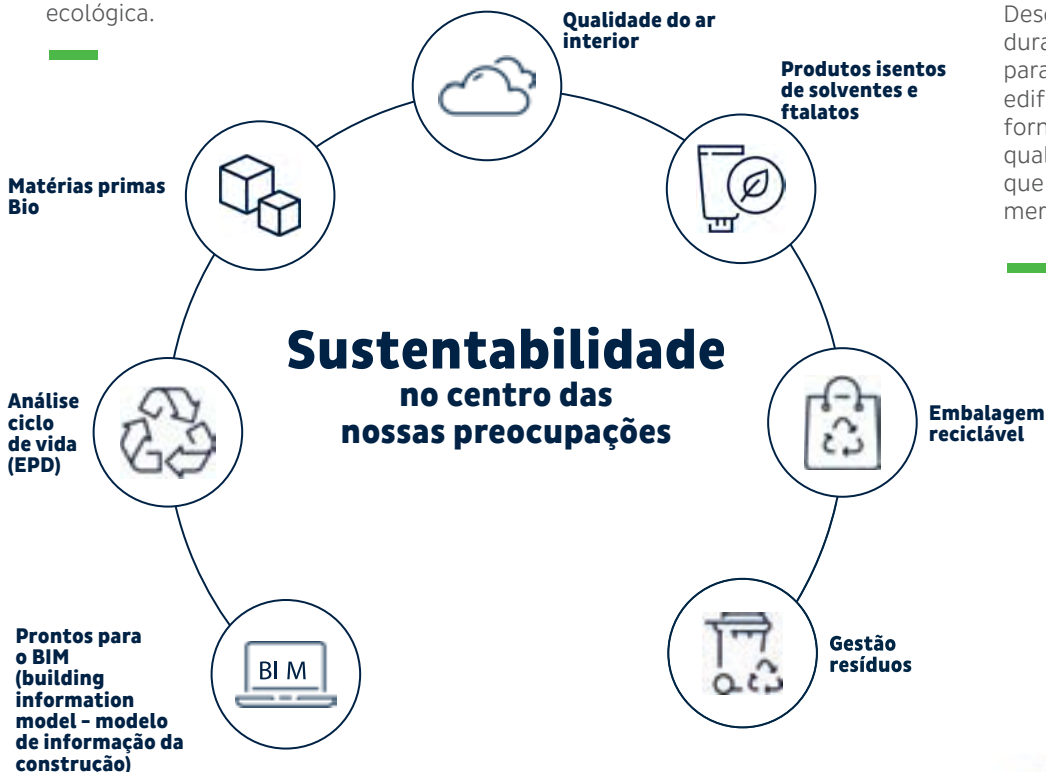 ecológica.
Qualidade do ar
interior
Produtos isentos
de solventes e
ftalatos
Matérias primas
Bio
Sustentabilidade
no centro das
nossas preocupações
Análise
ciclo
de vida
(EPD)
Embalagem
reciclável
Prontos para
o BIM
(building
information
model – modelo
de informação da
construção)
BI M
Gestão
resíduos
para